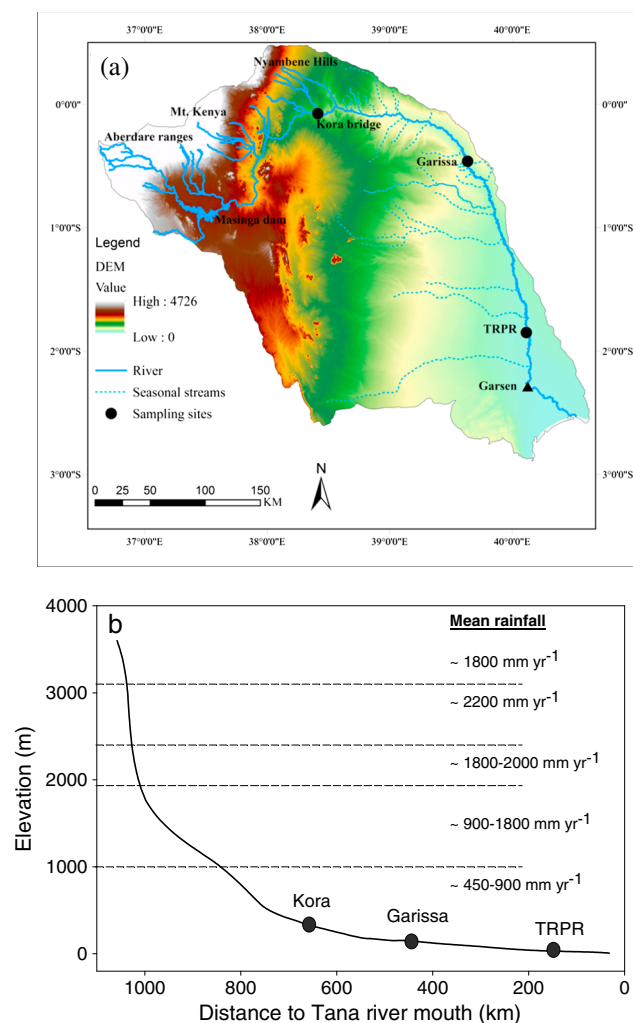 37°0'0"E 38°0'0"E 39°0'0"E 40°0'0"E
(a)
Nyambene Hills
0°0'0" 0°0'0"
Mt. Kenya
Kora bridge
Aberdare ranges
Garissa
Masinga dam
1°0'0"S 1°0'0"S
Legend
DEM
Value
High : 4726
Low : 0
TRPR
2°0'0"S 2°0'0"S
River
Garsen
Seasonal streams
Sampling sites
N
3°0'0"S 3°0'0"S
0 25 50 100 150
KM
37°0'0"E 38°0'0"E 39°0'0"E 40°0'0"E
4000
b
Mean rainfall
~ 1800 mm yr⁻¹
3000
~ 2200 mm yr⁻¹
~ 1800-2000 mm yr⁻¹
2000
~ 900-1800 mm yr⁻¹
Elevation (m)
1000
~ 450-900 mm yr⁻¹
Kora
Garissa
TRPR
0
1000 800 600 400 200 0
Distance to Tana river mouth (km)